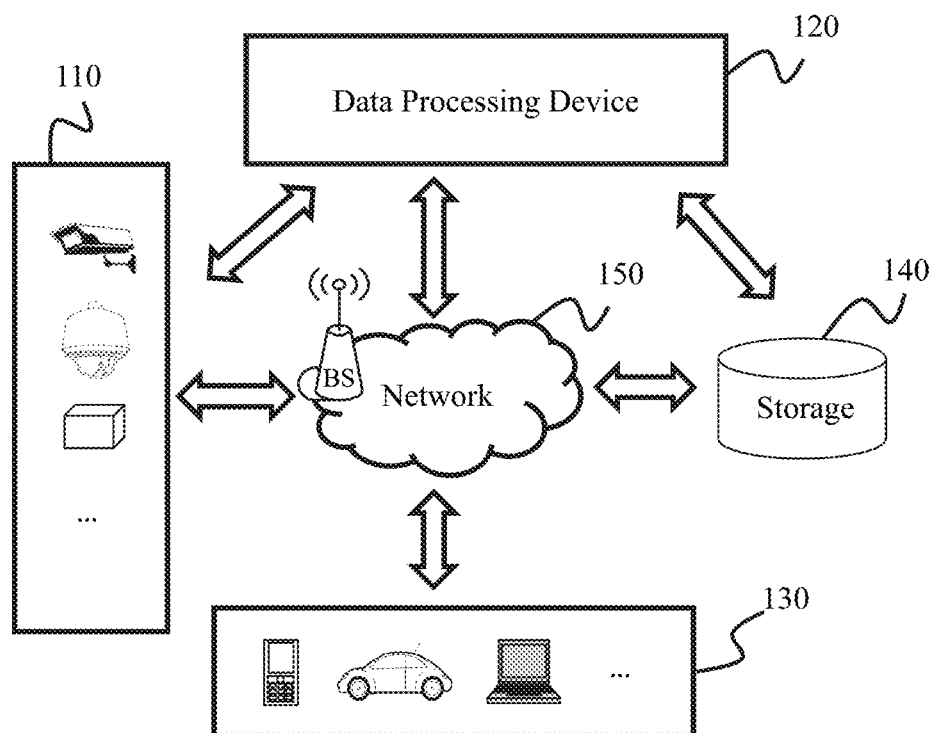 120
110
Data Processing Device
150
140
BS
Network
Storage
...
130
...